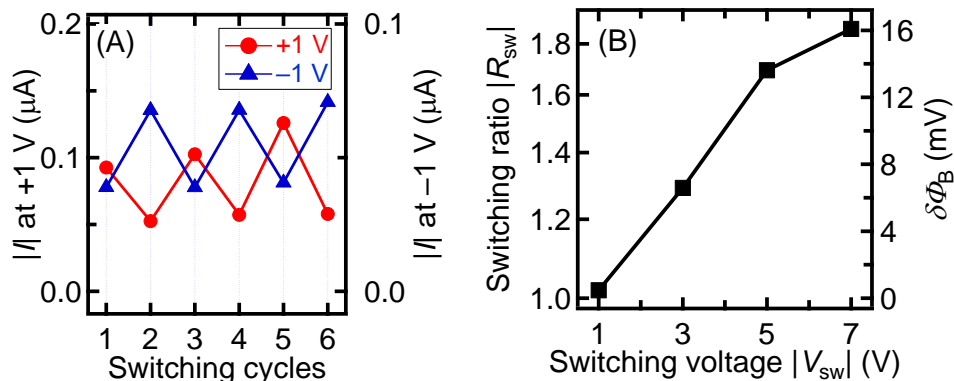 (A)
+1 V
−1 V
|I| at +1 V (μA)
0.2
0.1
0.0
|I| at −1 V (μA)
0.1
0.0
1 2 3 4 5 6
Switching cycles
(B)
Switching ratio |Rsw|
1.8
1.6
1.4
1.2
1.0
δΦB (mV)
16
12
8
4
0
1 3 5 7
Switching voltage |Vsw| (V)